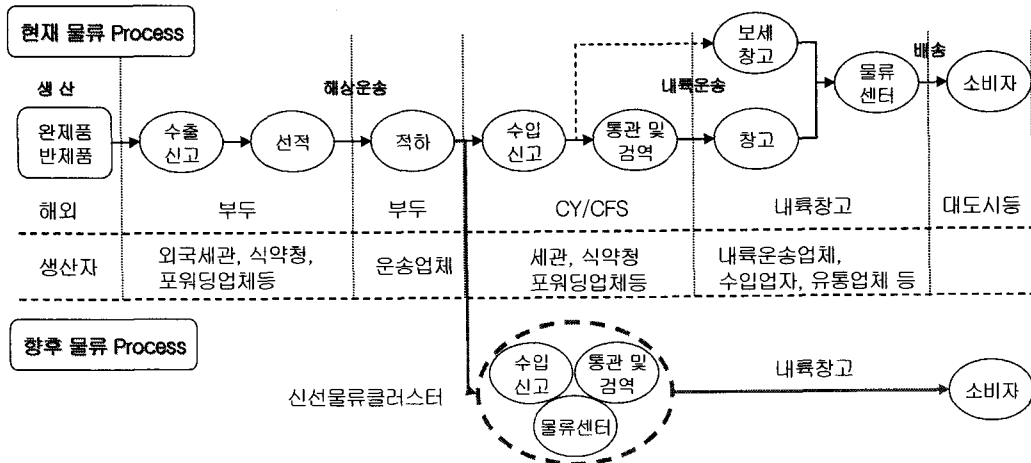 현재 물류 Process
생 산
해상운송
내륙운송
배송
완제품
반제품
수출
신고
선적
적하
수입
신고
통관 및
검역
보세
창고
창고
물류
센터
소비자
해외
부두
부두
CY/CFS
내륙창고
대도시등
생산자
외국세관, 식약청,
포워딩업체등
운송업체
세관, 식약청
포워딩업체등
내륙운송업체,
수입업자, 유통업체 등
향후 물류 Process
신선물류클러스터
수입
신고
통관 및
검역
물류센터
내륙창고
소비자